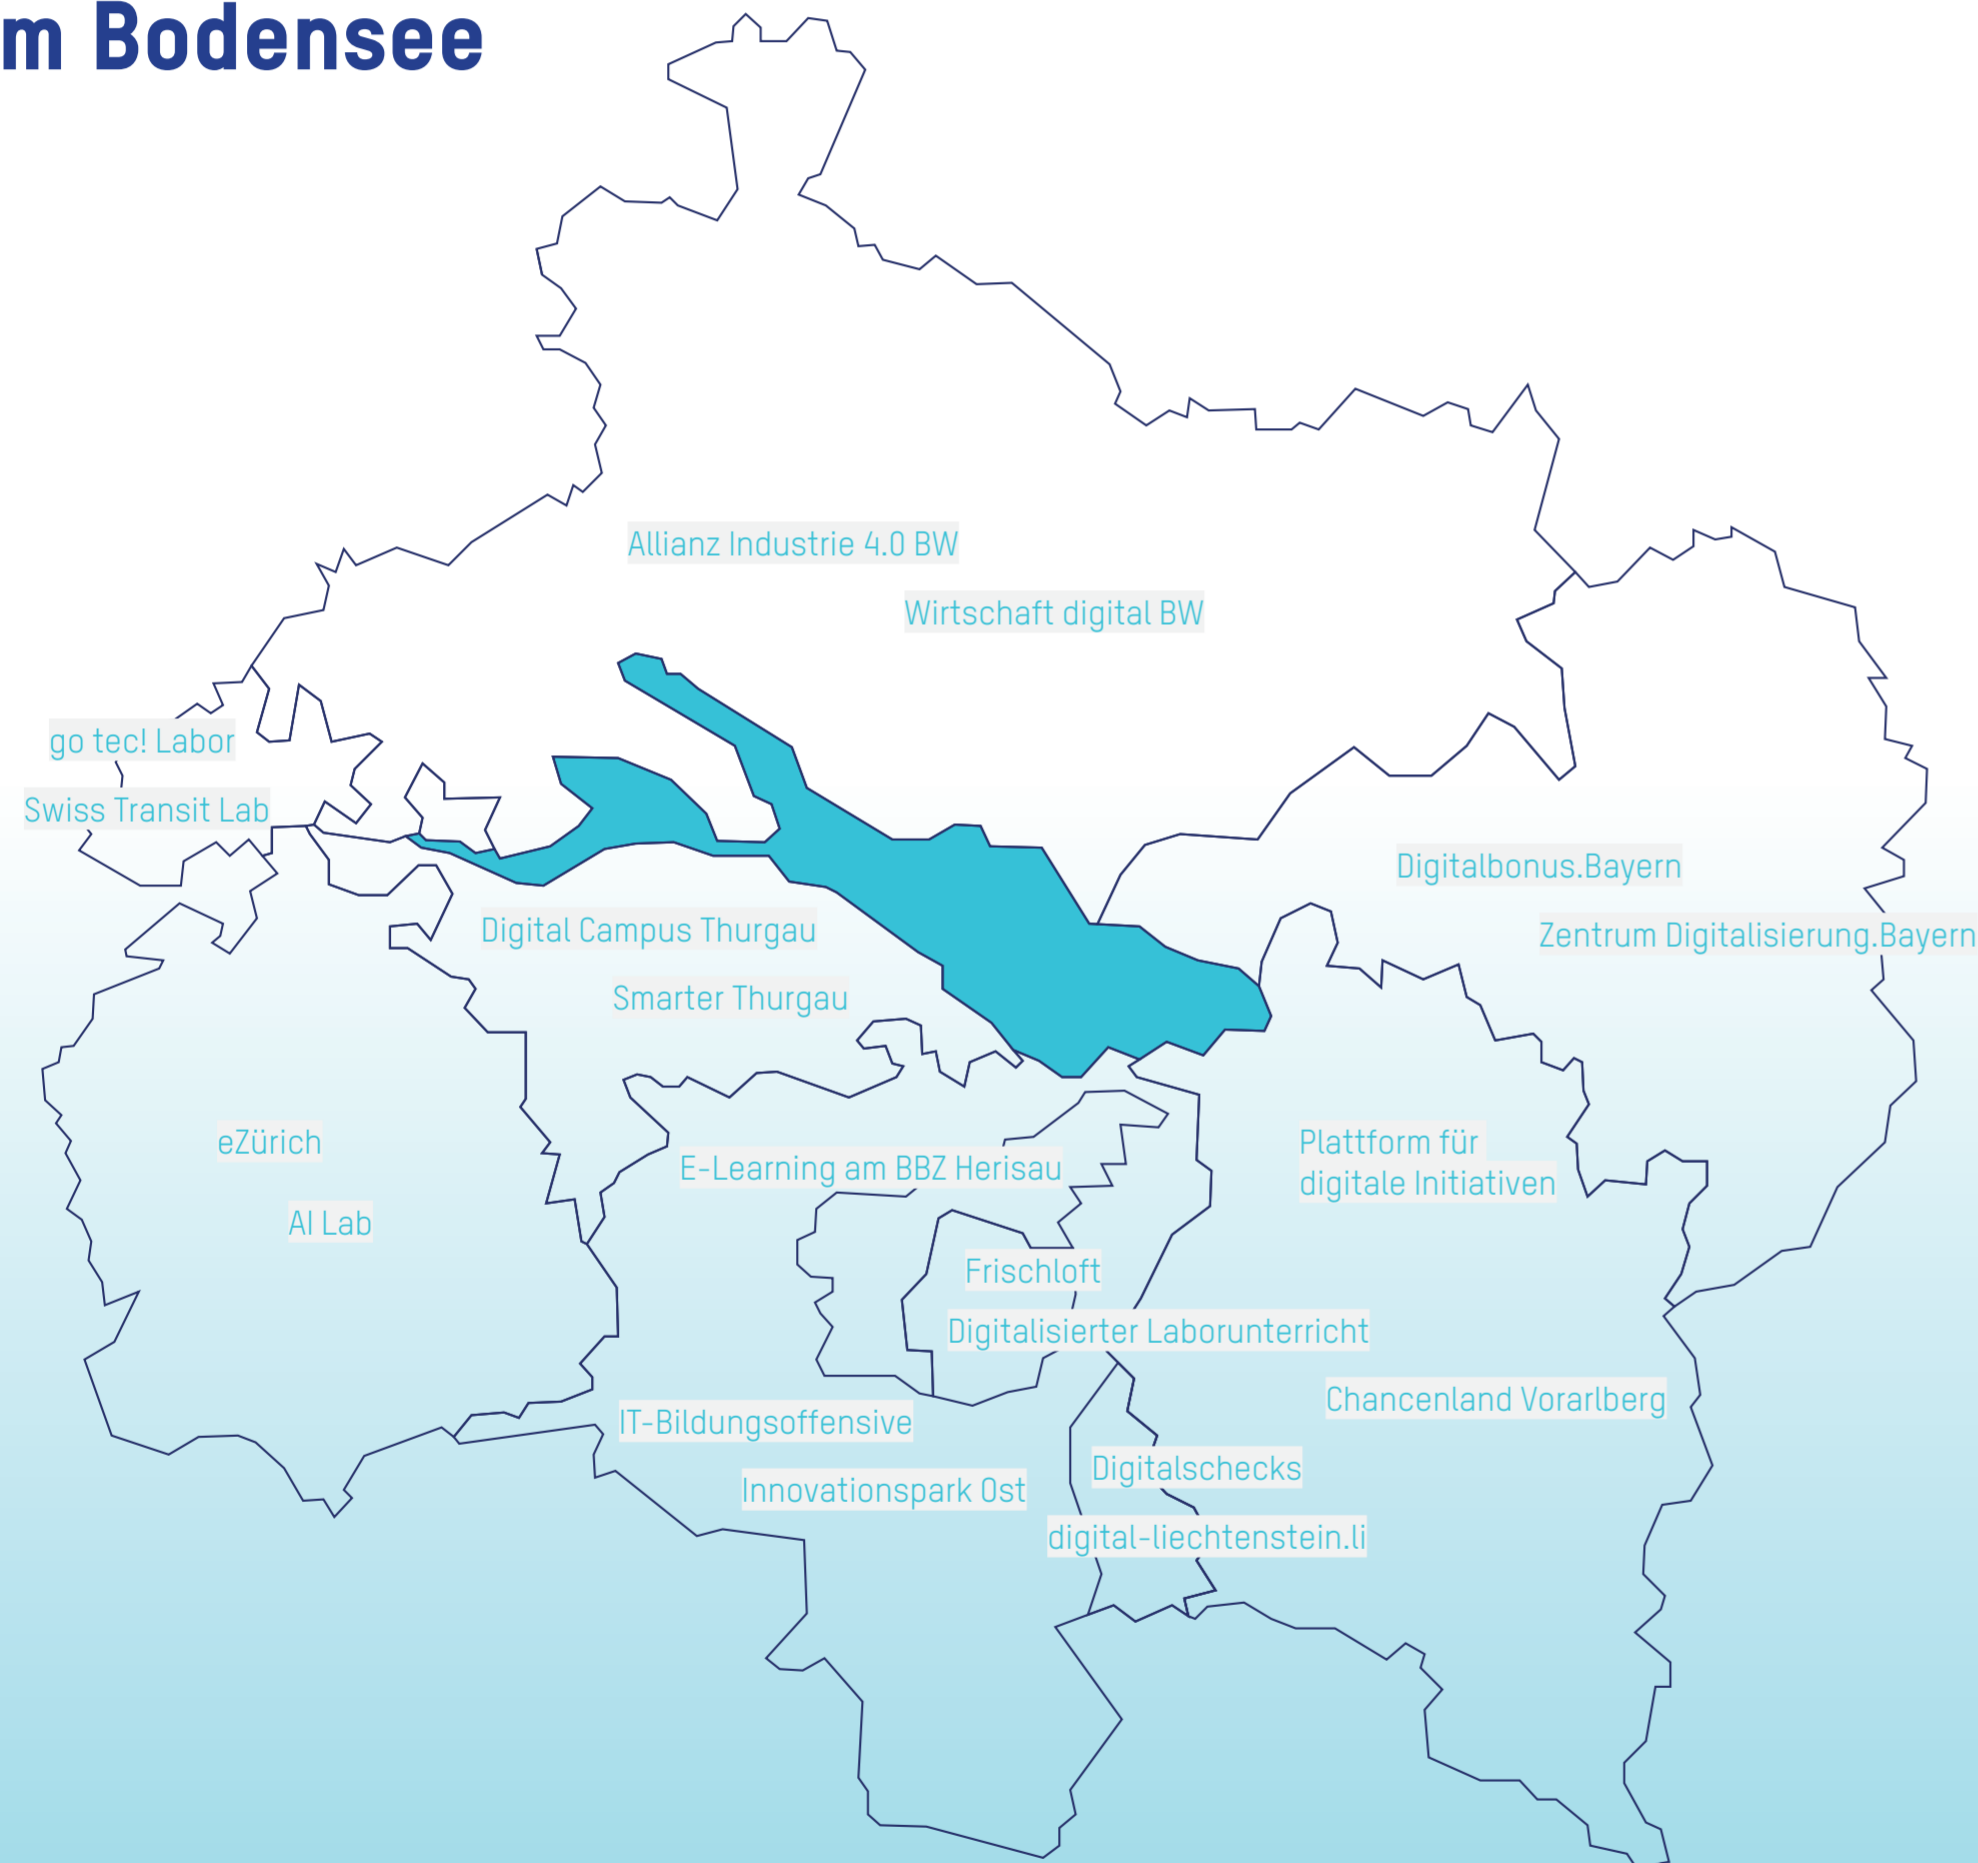 m Bodensee
Allianz Industrie 4.0 BW
Wirtschaft digital BW
go tec! Labor
Swiss Transit Lab
Digitalbonus.Bayern
Digital Campus Thurgau
Zentrum Digitalisierung.Bayern
Smarter Thurgau
eZürich
Plattform für
digitale Initiativen
E-Learning am BBZ Herisau
AI Lab
Frischloft
Digitalisierter Laborunterricht
Chancenland Vorarlberg
IT-Bildungsoffensive
Digitalschecks
Innovationspark Ost
digital-liechtenstein.li